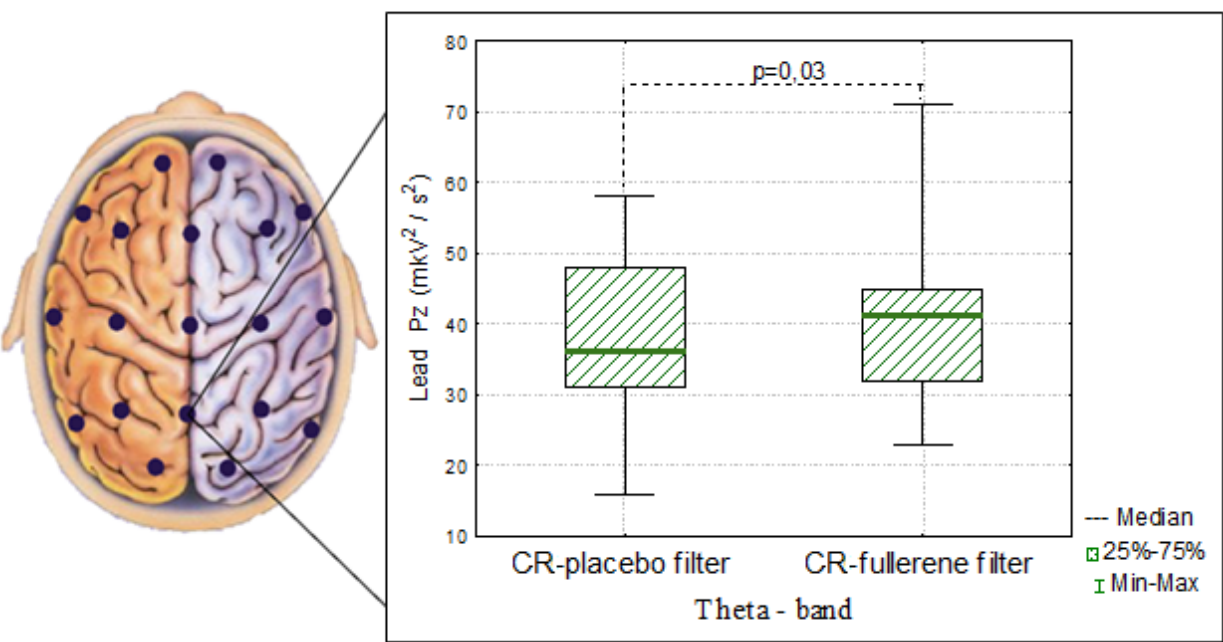 80
p=0,03
70
60
50
40
30
20
10
Lead Pz (mkV² / s²)
CR-placebo filter
CR-fullerene filter
Theta - band
--- Median
25%-75%
Min-Max